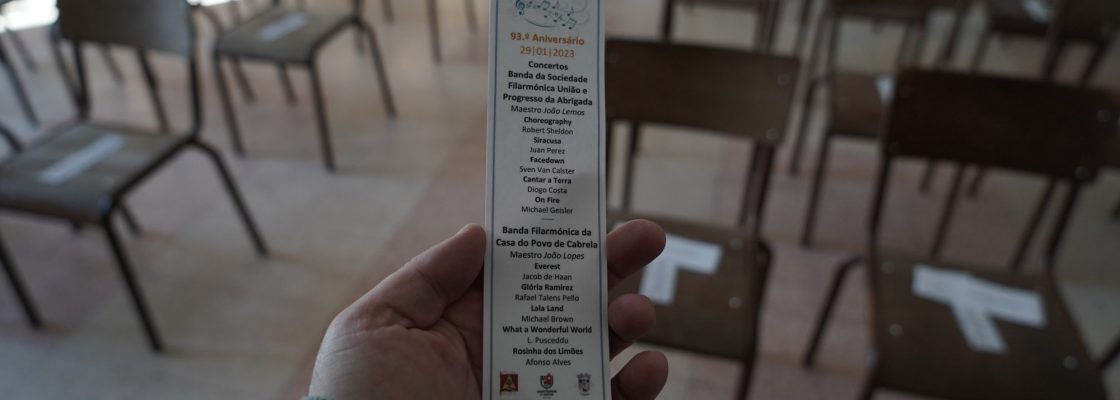 93.º Aniversário
29|01|2023
Concertos
Banda da Sociedade
Filarmónica União e
Progresso da Abrigada
Maestro João Lemos
Choreography
Robert Sheldon
Siracusa
Juan Perez
Facedown
Sven Van Calster
Cantar a Terra
Diogo Costa
On Fire
Michael Geisler
Banda Filarmónica da
Casa do Povo de Cabrela
Maestro João Lopes
Everest
Jacob de Haan
Glória Ramírez
Rafael Talens Pello
Lala Land
Michael Brown
What a Wonderful World
L. Pusceddu
Rosinha dos Limões
Afonso Alves